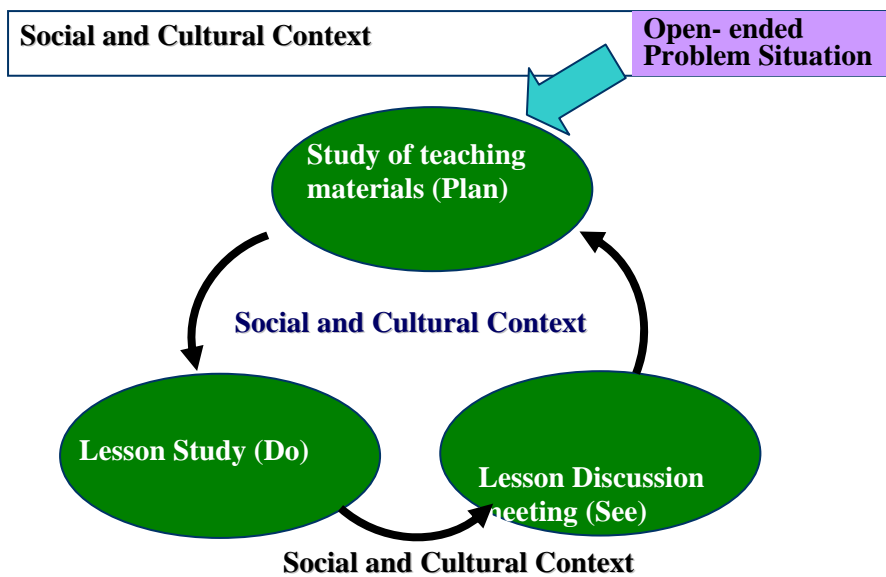 Social and Cultural Context
Open- ended
Problem Situation
Study of teaching
materials (Plan)
Social and Cultural Context
Lesson Study (Do)
Lesson Discussion
meeting (See)
Social and Cultural Context